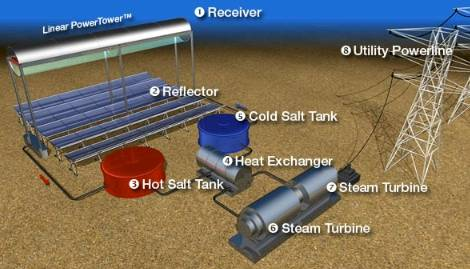 Linear PowerTower™
❶ Receiver
❽ Utility Powerline
❷ Reflector
❺ Cold Salt Tank
❹ Heat Exchanger
❸ Hot Salt Tank
❼ Steam Turbine
❻ Steam Turbine